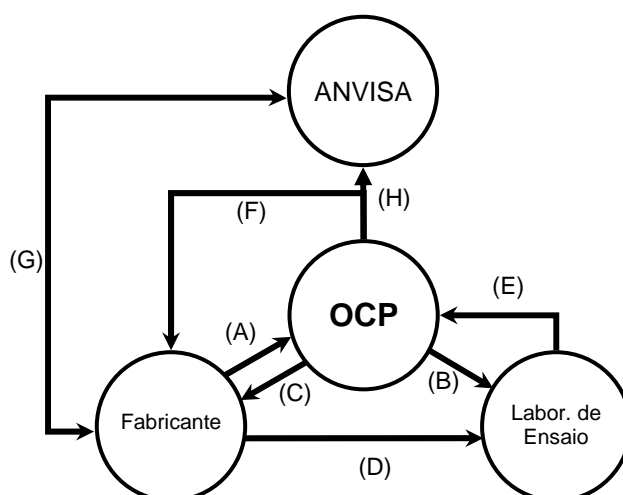 ANVISA
(H)
(F)
(G)
OCP
(E)
(A)
(C)
(B)
Fabricante
Labor. de
Ensaio
(D)